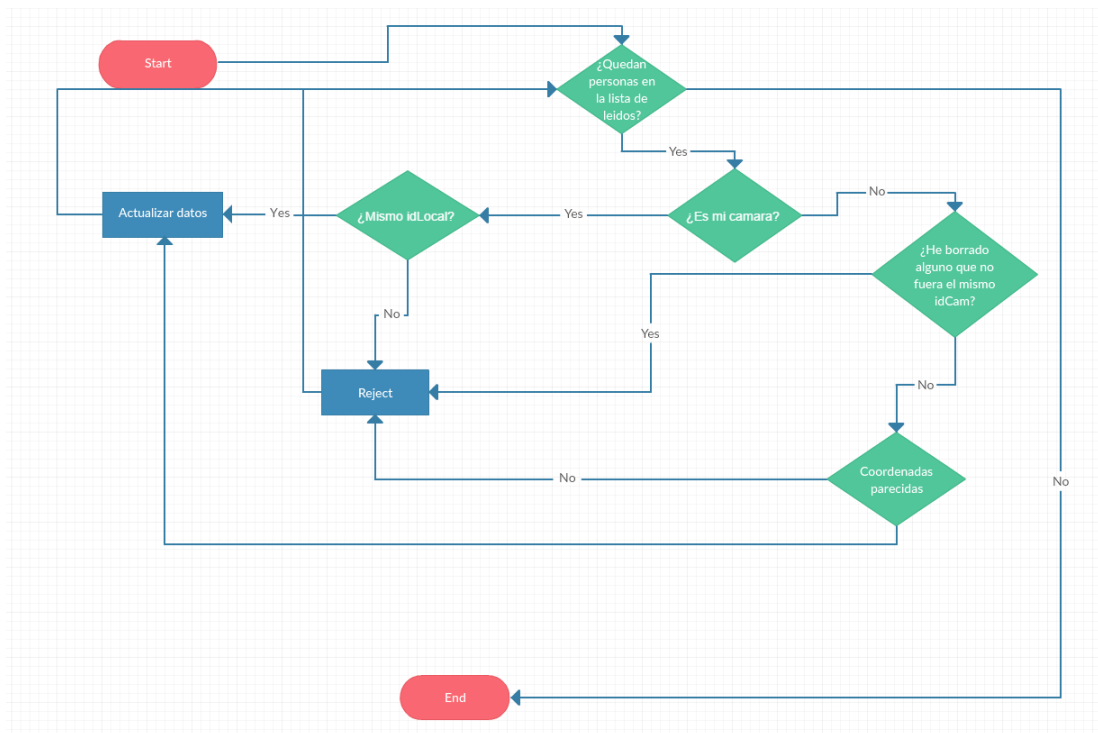 Start
¿Quedan
personas en
la lista de
leidos?
Yes
No
Actualizar datos
Yes
¿Mismo idLocal?
Yes
¿Es mi camara?
¿He borrado
alguno que no
fuera el mismo
idCam?
No
Yes
Reject
No
Coordenadas
parecidas
No
No
End